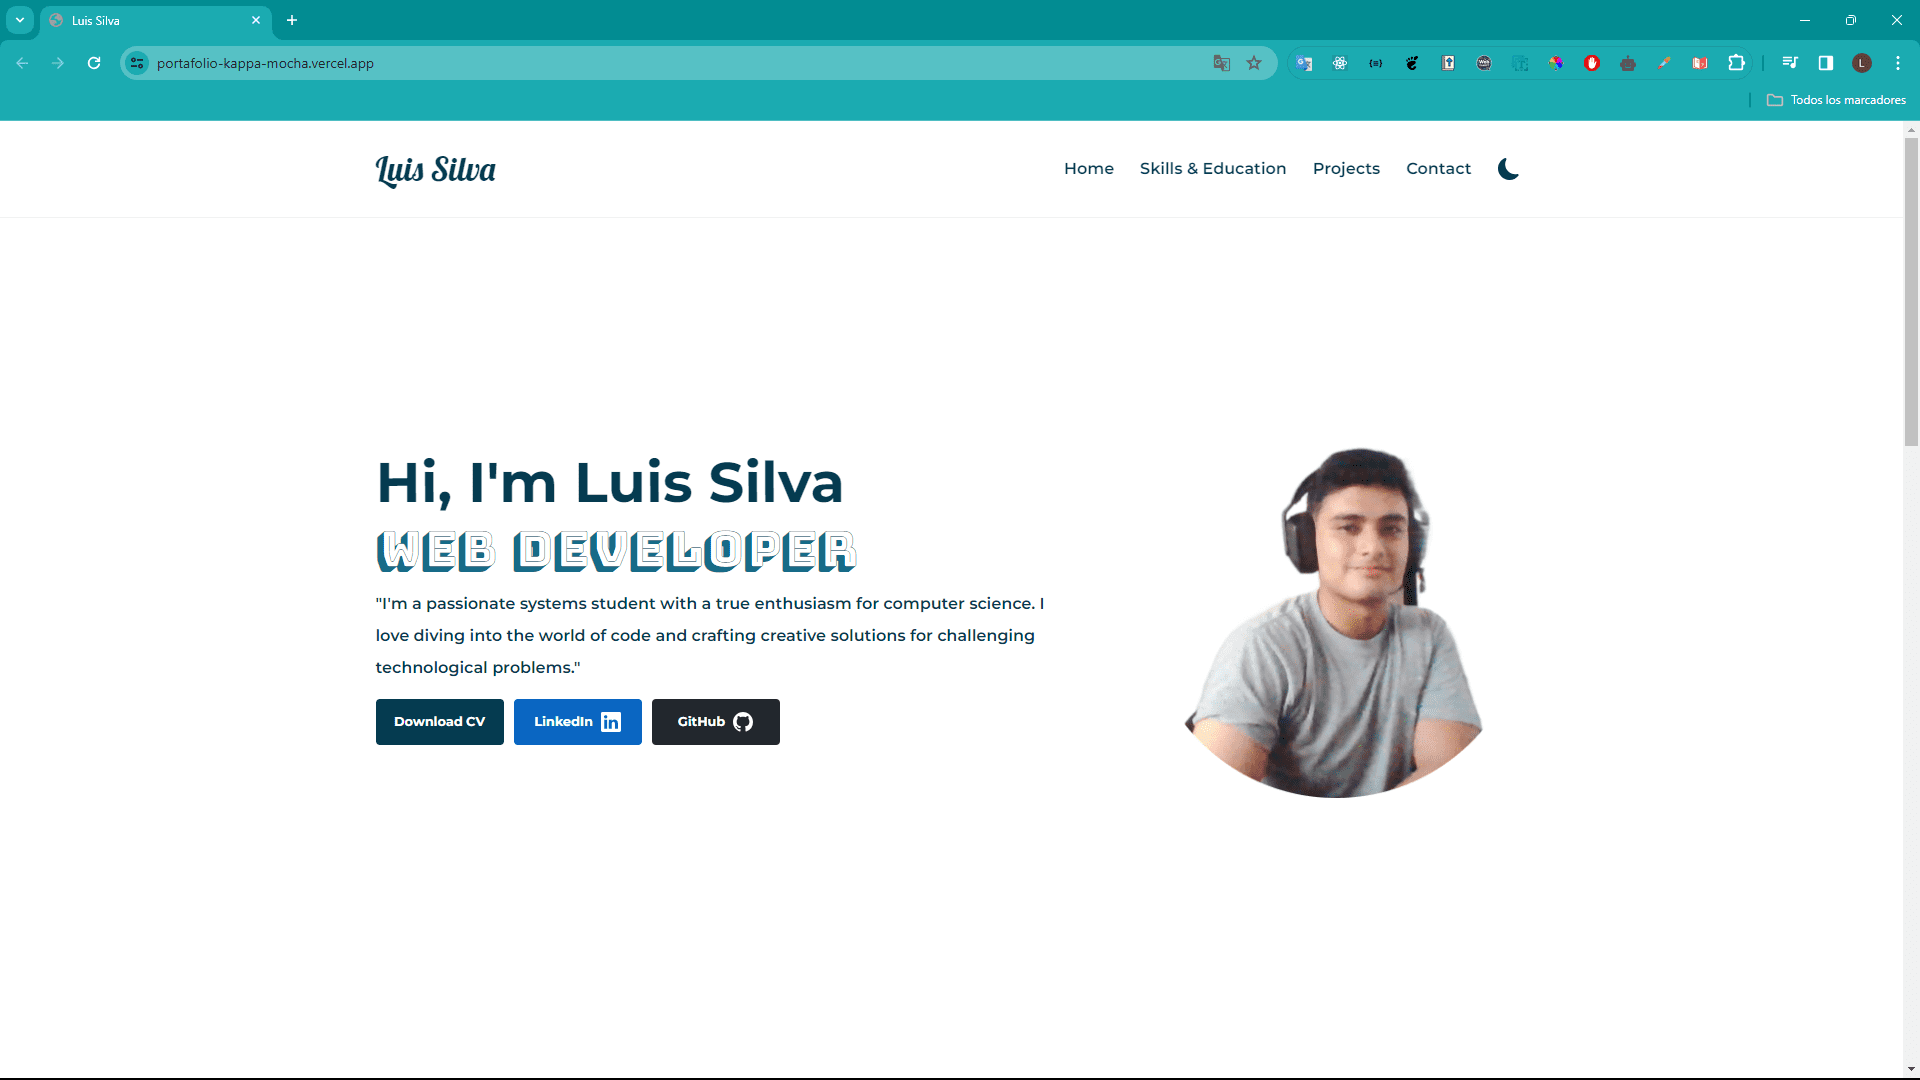 Luis Silva
portafolio-kappa-mocha.vercel.app
L
Todos los marcadores
Luis Silva
Home Skills & Education Projects Contact
Hi, I'm Luis Silva
WEB DEVELOPER
"I'm a passionate systems student with a true enthusiasm for computer science. I
love diving into the world of code and crafting creative solutions for challenging
technological problems."
Download CV LinkedIn in GitHub